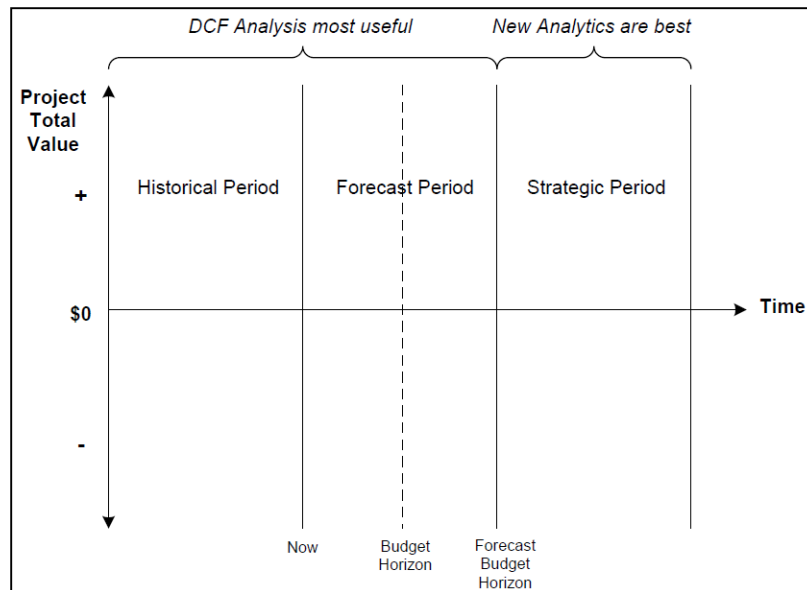 DCF Analysis most useful
New Analytics are best
Project
Total
Value
+
Historical Period
Forecast Period
Strategic Period
$0
Time
-
Now
Budget
Horizon
Forecast
Budget
Horizon